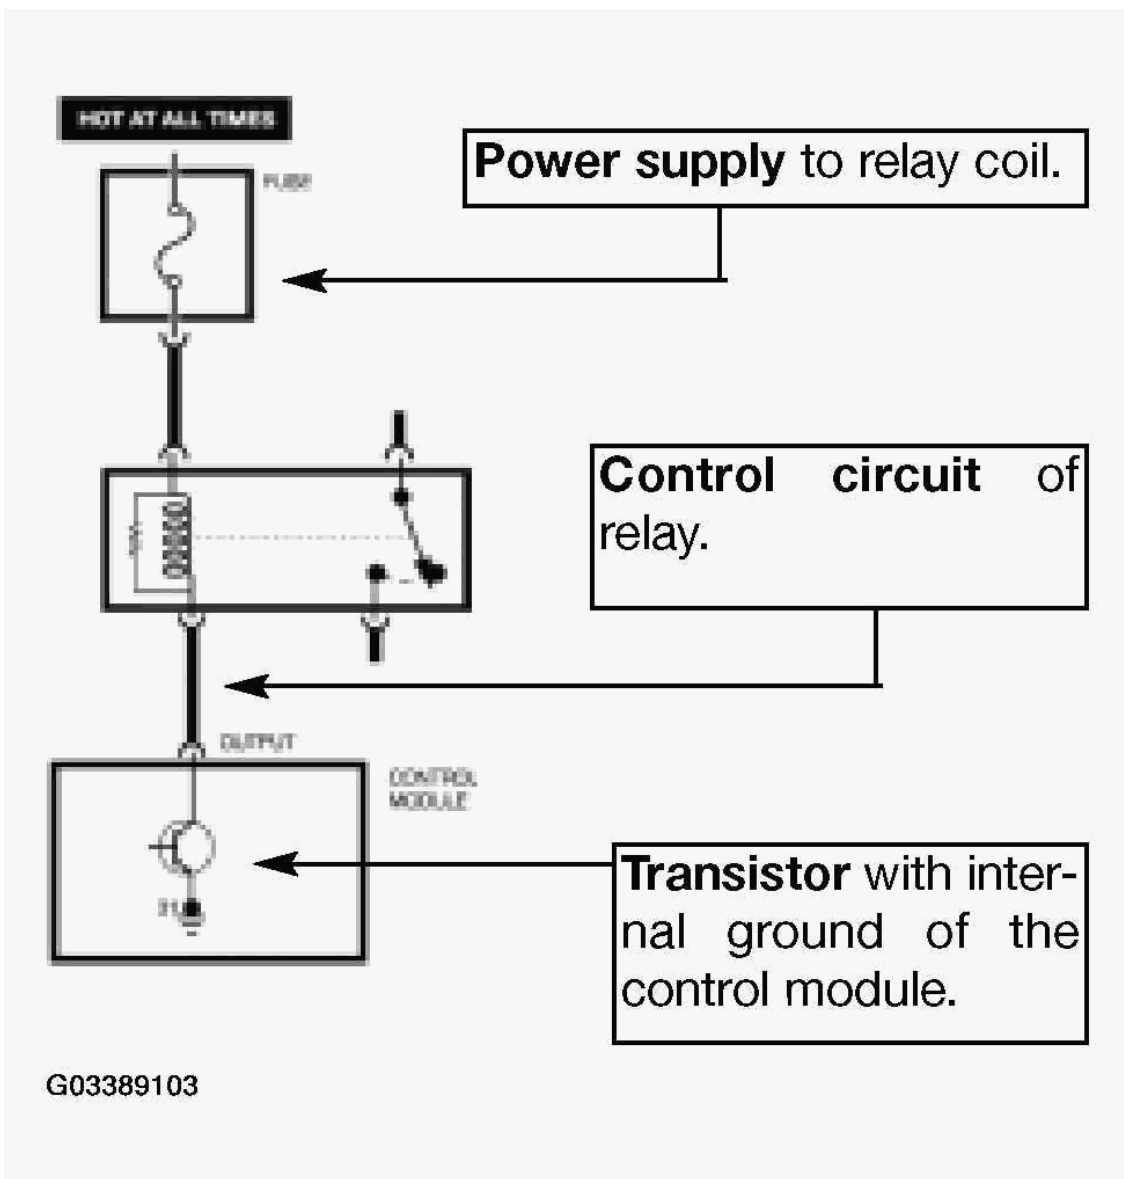 HOT AT ALL TIMES
FUSE
Power supply to relay coil.
Control circuit of
relay.
OUTPUT
CONTROL
MODULE
Transistor with inter-
nal ground of the
control module.
G03389103